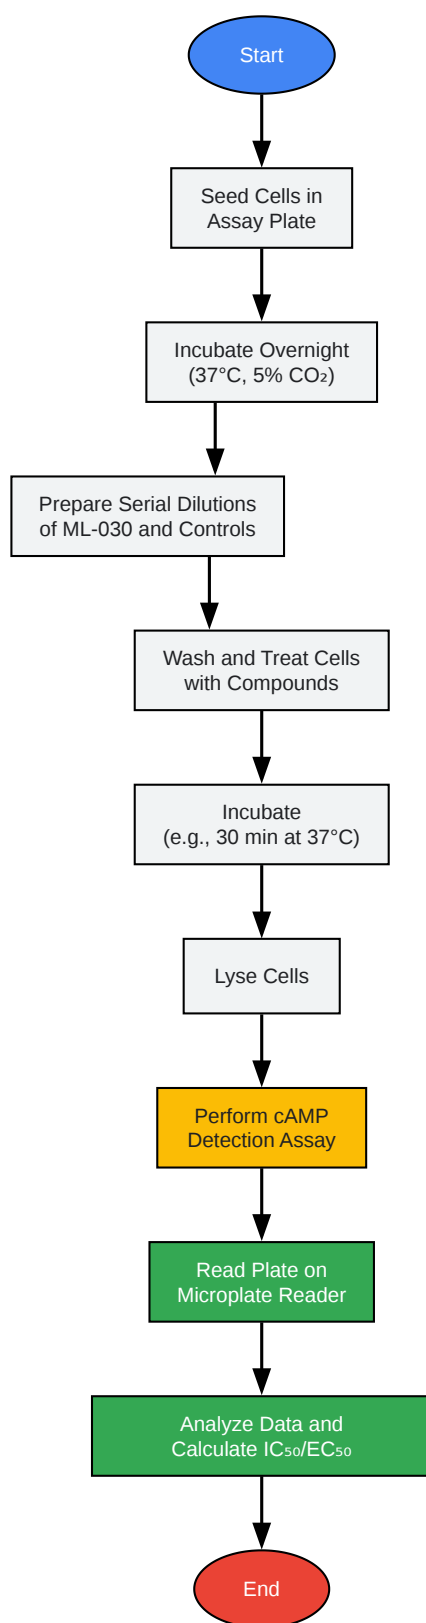 Start
Seed Cells in
Assay Plate
Incubate Overnight
(37°C, 5% CO₂)
Prepare Serial Dilutions
of ML-030 and Controls
Wash and Treat Cells
with Compounds
Incubate
(e.g., 30 min at 37°C)
Lyse Cells
Perform cAMP
Detection Assay
Read Plate on
Microplate Reader
Analyze Data and
Calculate IC₅₀/EC₅₀
End